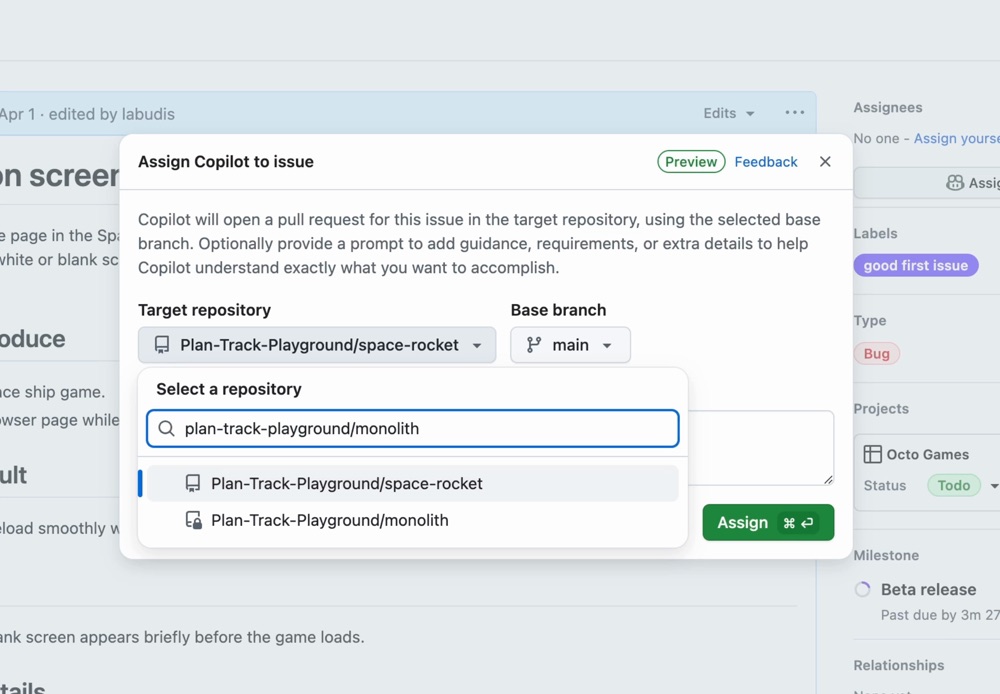 Apr 1 · edited by labudis
Edits
Assignees
No one - Assign yourse
Assign Copilot to issue
Preview
Feedback
on screen
Assig
Copilot will open a pull request for this issue in the target repository, using the selected base
branch. Optionally provide a prompt to add guidance, requirements, or extra details to help
Copilot understand exactly what you want to accomplish.
e page in the Spa
white or blank sc
Labels
good first issue
Target repository
Base branch
Plan-Track-Playground/space-rocket
main
oduce
Type
Bug
Select a repository
plan-track-playground/monolith
ace ship game.
owser page while
Projects
Octo Games
Status
Todo
Plan-Track-Playground/space-rocket
Plan-Track-Playground/monolith
ult
eload smoothly w
Assign ⌘ ↵
Milestone
Beta release
Past due by 3m 27
ank screen appears briefly before the game loads.
Relationships
tails